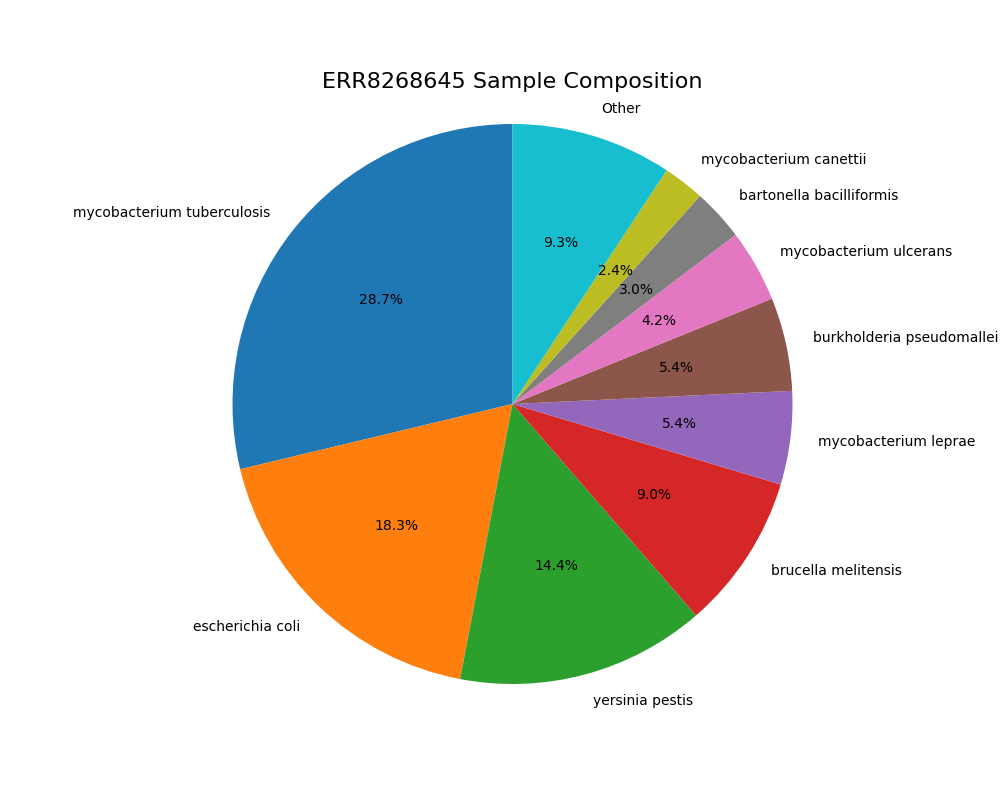 ERR8268645 Sample Composition
Other
mycobacterium canettii
bartonella bacilliformis
mycobacterium tuberculosis
mycobacterium ulcerans
9.3%
2.4%
3.0%
28.7%
4.2%
burkholderia pseudomallei
5.4%
5.4%
mycobacterium leprae
9.0%
18.3%
14.4%
brucella melitensis
escherichia coli
yersinia pestis